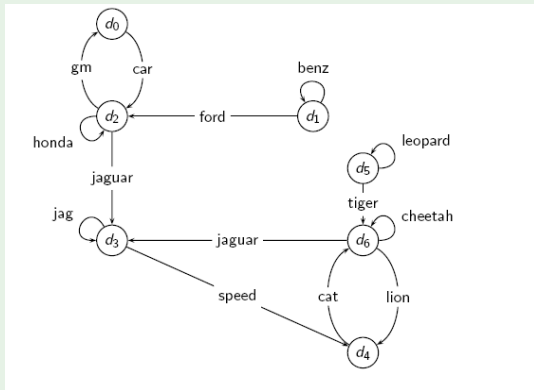 d0
gm
car
benz
d2
ford
d1
honda
leopard
d5
jaguar
tiger
jag
cheetah
d3
jaguar
d6
speed
cat
lion
d4